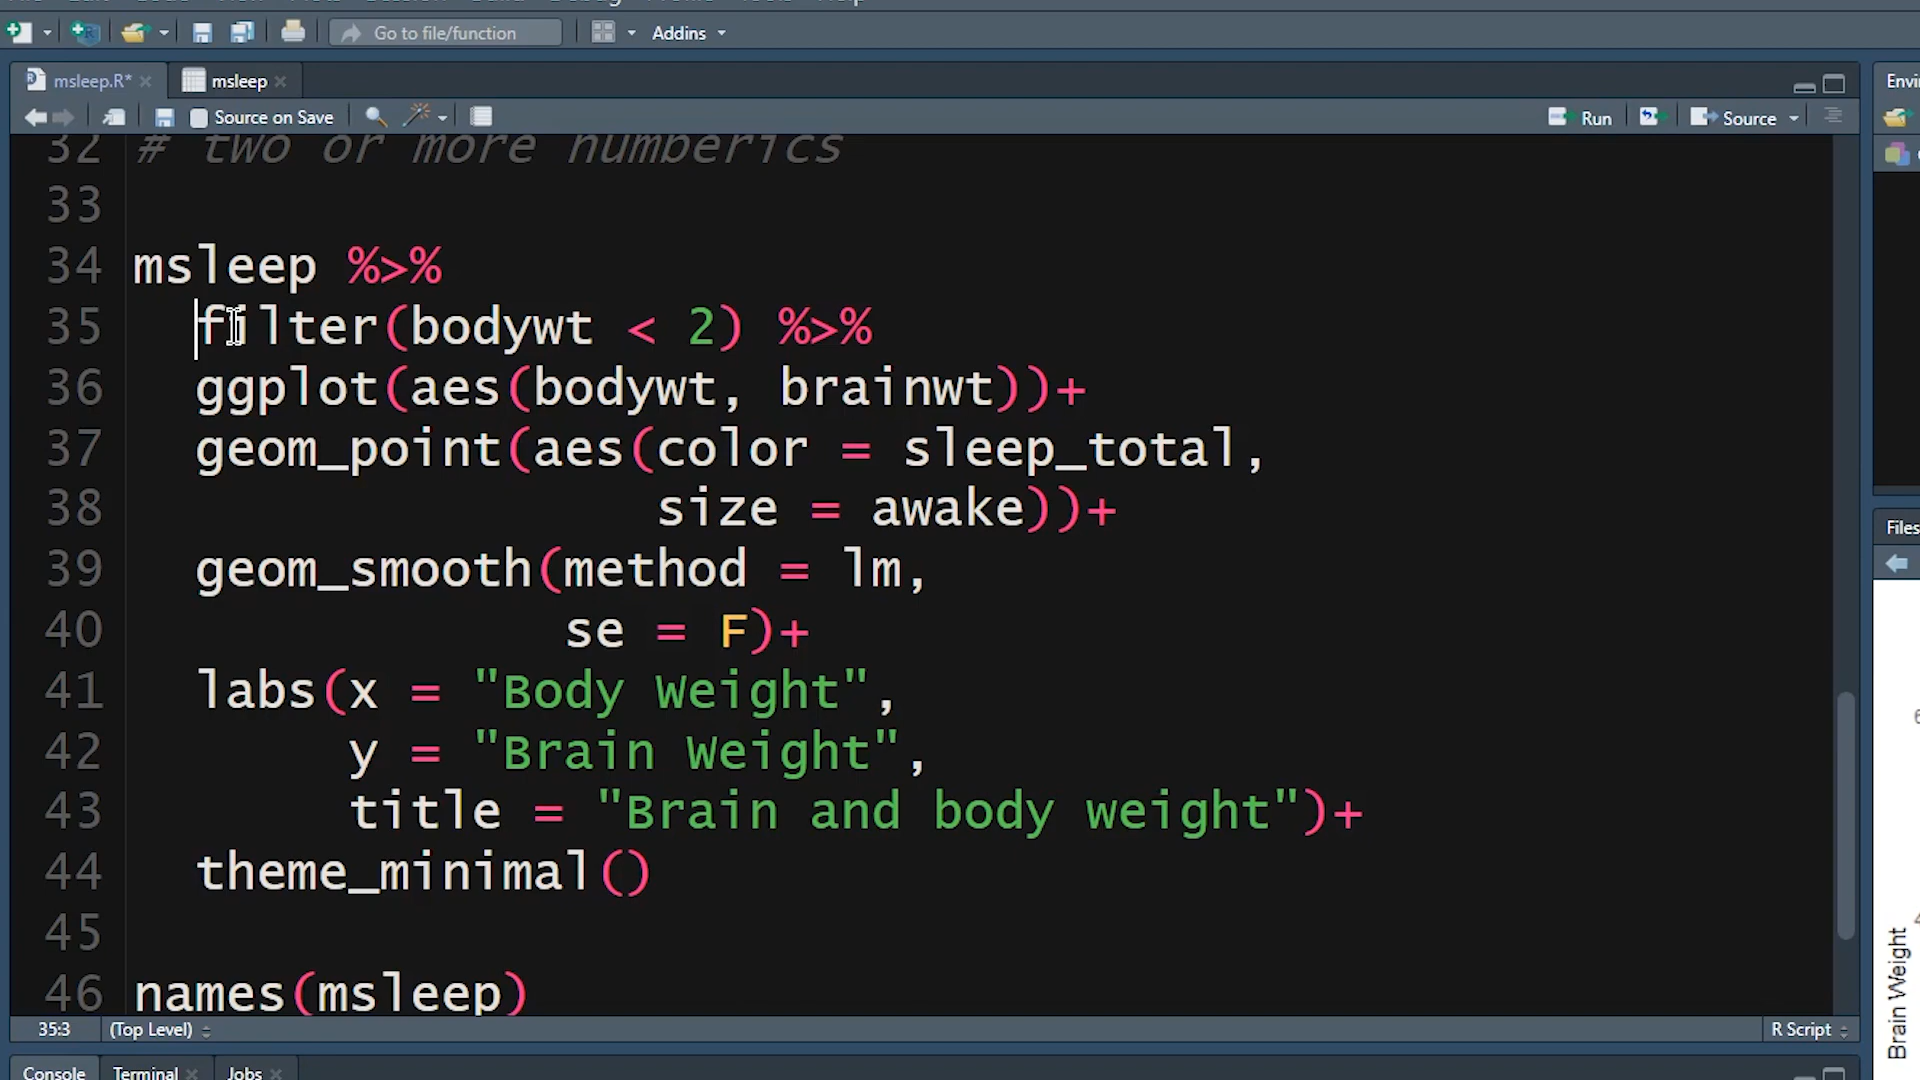 Go to file/function
Addins
msleep.R*
msleep
Envi
Source on Save
Run
Source
32 # two or more numberics
33
34 msleep %>%
35 filter(bodywt < 2) %>%
36 ggplot(aes(bodywt, brainwt))+
37 geom_point(aes(color = sleep_total,
38 size = awake))+
39 geom_smooth(method = lm,
40 se = F)+
41 labs(x = "Body Weight",
42 y = "Brain Weight",
43 title = "Brain and body weight")+
44 theme_minimal()
45
46 names(msleep)
35:3
(Top Level)
R Script
Console
Terminal
Jobs
Files
Brain Weight